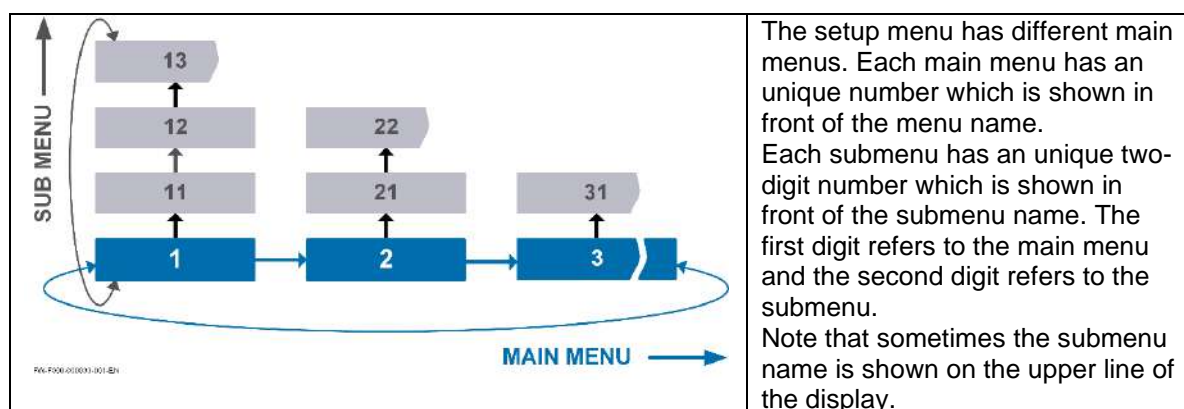 SUB MENU
13
12
22
11
21
31
1
2
3
MAIN MENU
The setup menu has different main
menus. Each main menu has an
unique number which is shown in
front of the menu name.
Each submenu has an unique two-
digit number which is shown in
front of the submenu name. The
first digit refers to the main menu
and the second digit refers to the
submenu.
Note that sometimes the submenu
name is shown on the upper line of
the display.